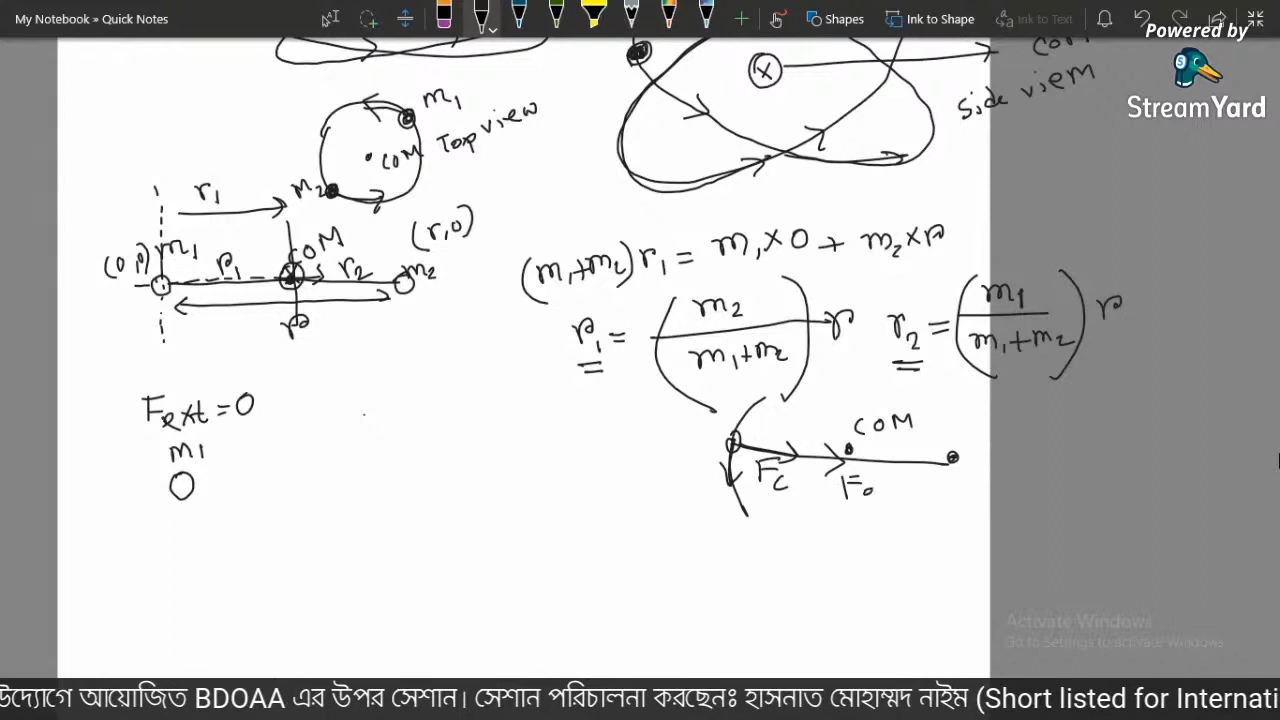 My Notebook » Quick Notes
Shapes
Ink to Shape
Ink to Text
Powered by
StreamYard
m1
Top view
COM
m2
Side view
r1
COM
(r,0)
(0,0) m1
r1
r2
m2
r
(m1+m2)r1 = m1×0 + m2×r
r1 = (m2 / m1+m2) r
r2 = (m1 / m1+m2) r
Fext = 0
m1
COM
Fc
Activate Windows
Go to Settings to activate Windows
উদ্যোগে আয়োজিত BDOAA এর উপর সেশান। সেশান পরিচালনা করছেনঃ হাসনাত মোহাম্মদ নাইম (Short listed for Internati